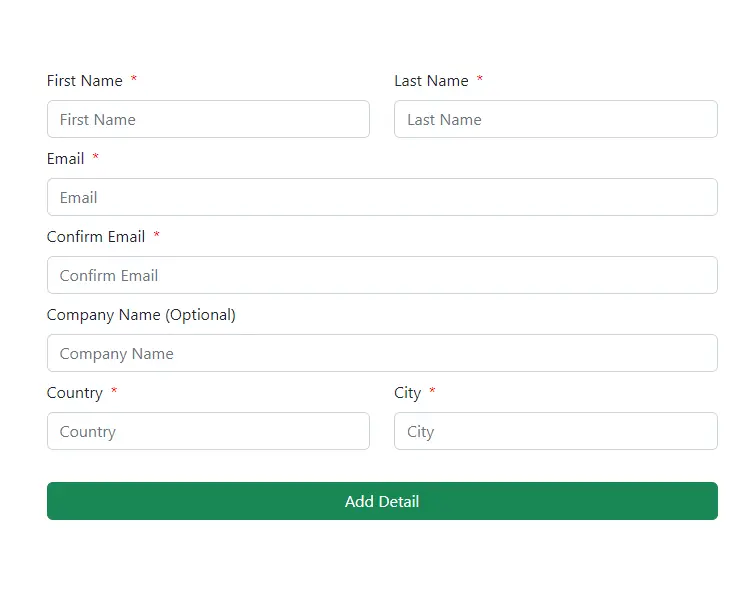 First Name * Last Name *
First Name Last Name
Email *
Email
Confirm Email *
Confirm Email
Company Name (Optional)
Company Name
Country * City *
Country City
Add Detail